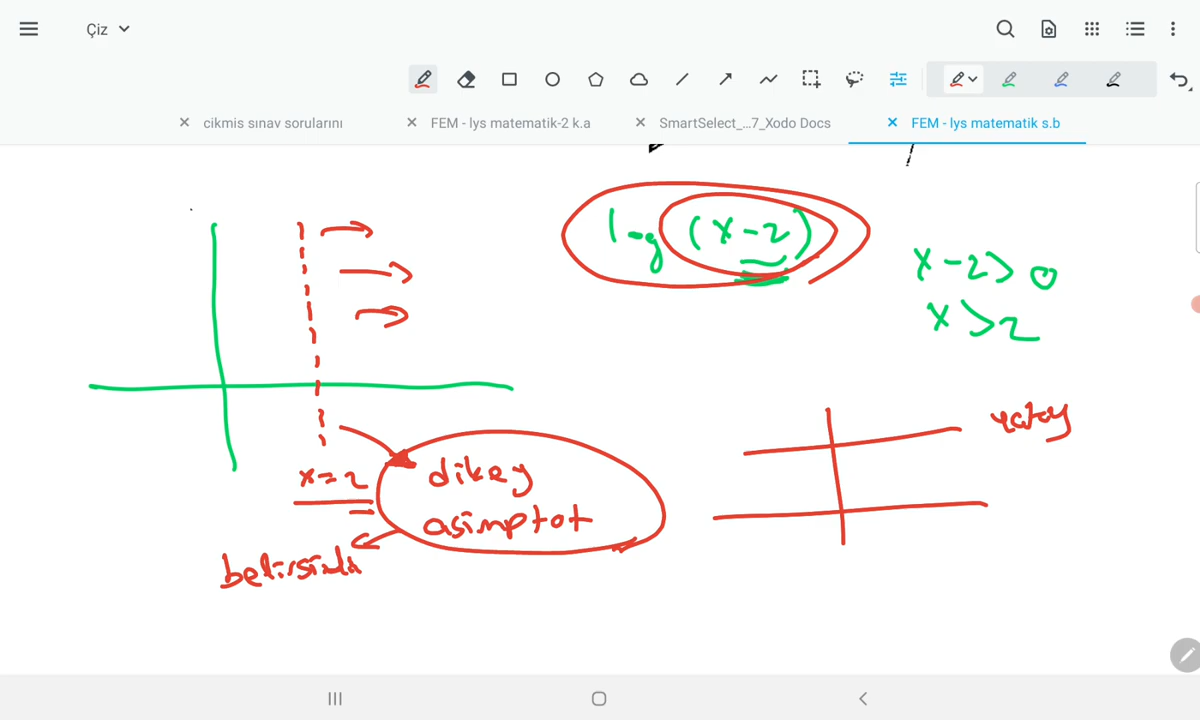 Çiz
cikmis sınav sorularını
FEM - lys matematik-2 k.a
SmartSelect_...7_Xodo Docs
FEM - lys matematik s.b
log (x-2)
x-2>0
x>2
yatay
x=2
dikey
asimptot